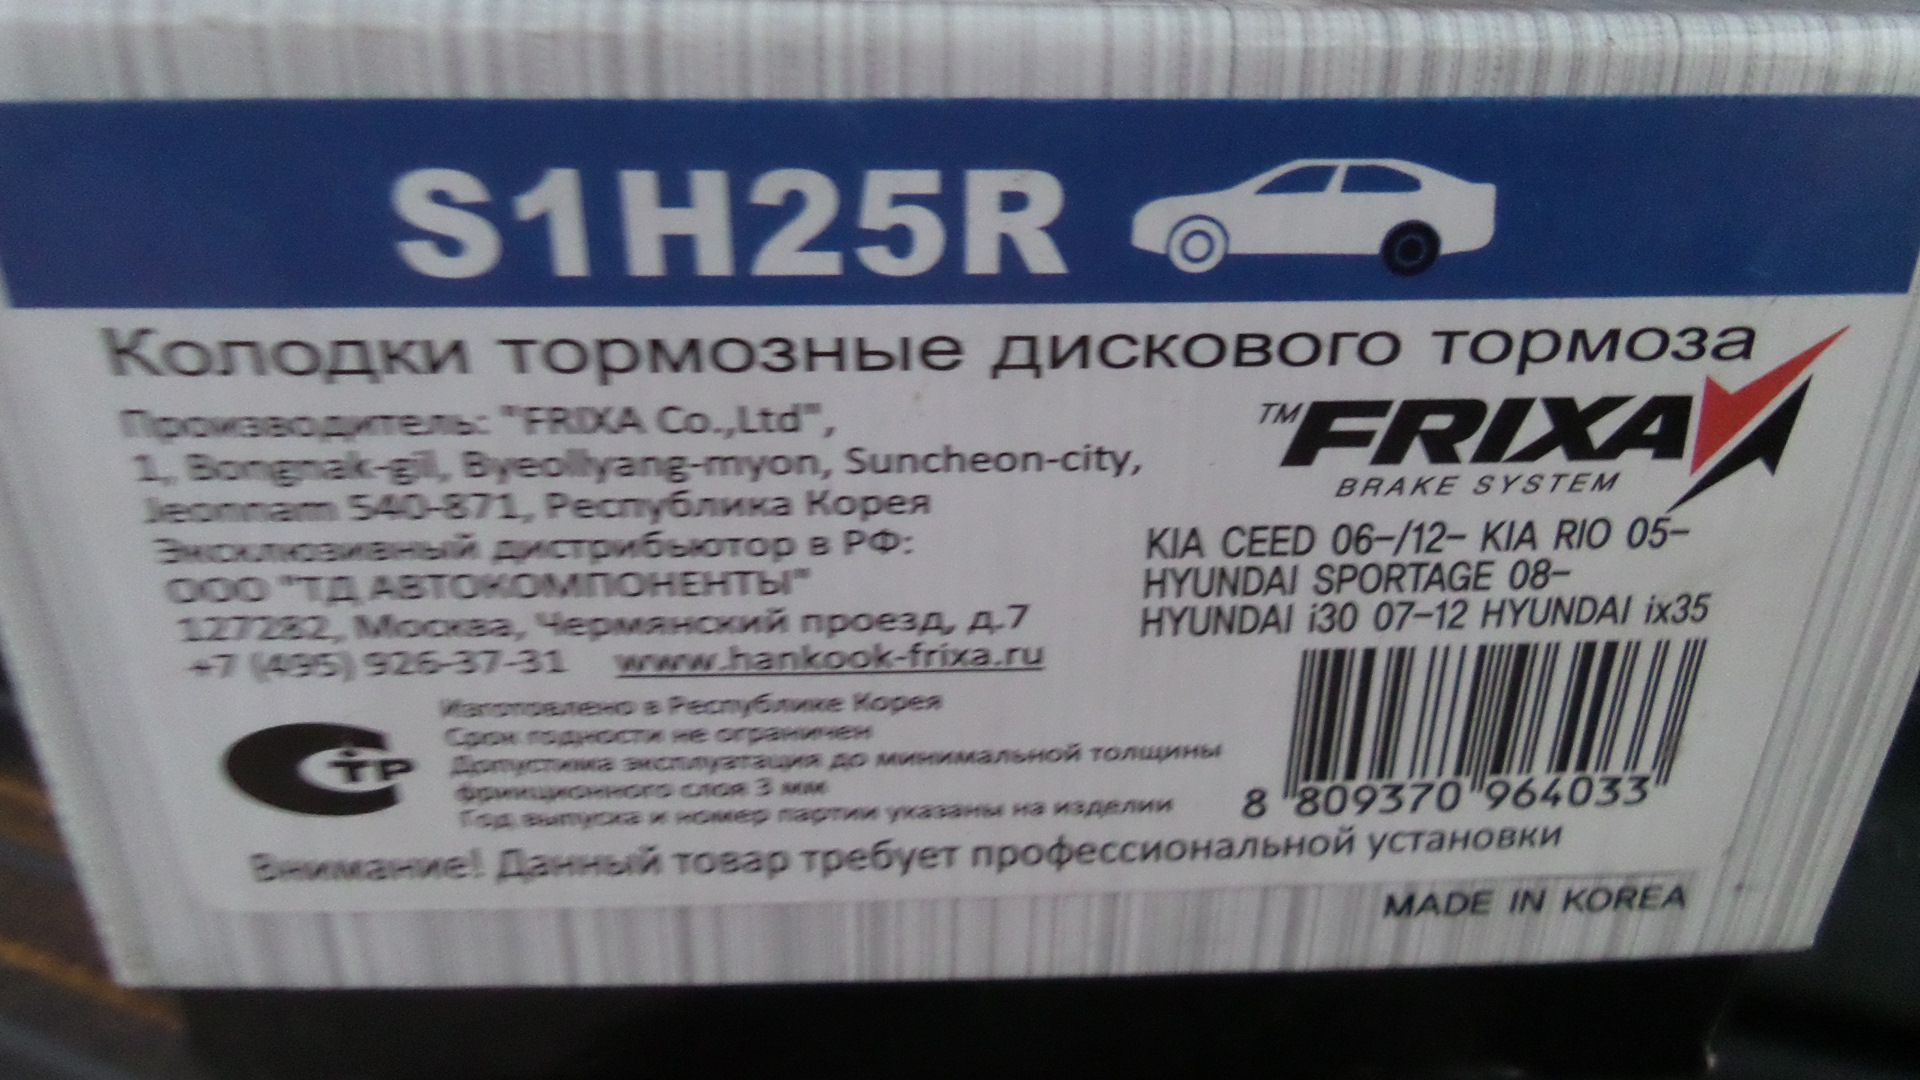 S1H25R
Колодки тормозные дискового тормоза
Производитель: "FRIXA Co.,Ltd",
1, Bongnak-gil, Byeollyang-myon, Suncheon-city,
Jeonnam 540-871, Республика Корея
Эксклюзивный дистрибьютор в РФ:
ООО "ТД АВТОКОМПОНЕНТЫ"
127282, Москва, Чермянский проезд, д.7
+7 (495) 926-37-31 www.hankook-frixa.ru
TM FRIXA
BRAKE SYSTEM
KIA CEED 06-/12- KIA RIO 05-
HYUNDAI SPORTAGE 08-
HYUNDAI i30 07-12 HYUNDAI ix35
8 809370 964033
СТР
Изготовлено в Республике Корея
Срок годности не ограничен
Допустима эксплуатация до минимальной толщины
фрикционного слоя 3 мм
Год выпуска и номер партии указаны на изделии
Внимание! Данный товар требует профессиональной установки
MADE IN KOREA